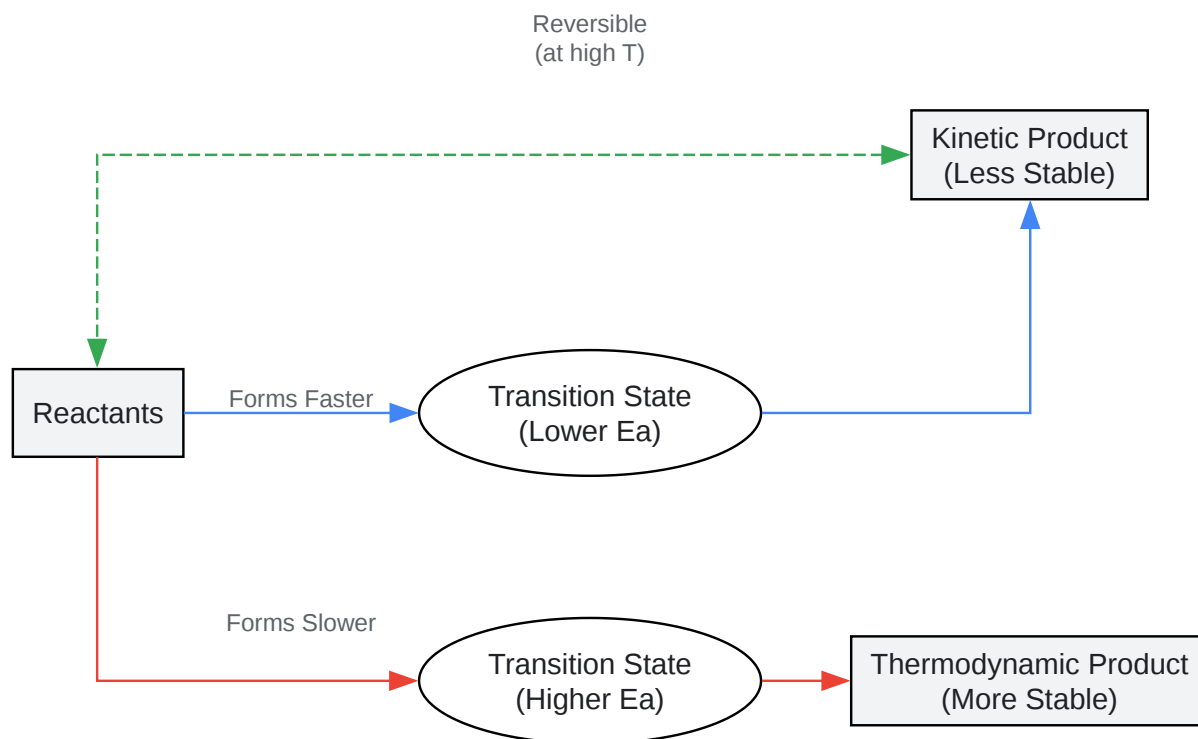 Reversible
(at high T)
Kinetic Product
(Less Stable)
Reactants
Forms Faster
Transition State
(Lower Ea)
Forms Slower
Transition State
(Higher Ea)
Thermodynamic Product
(More Stable)